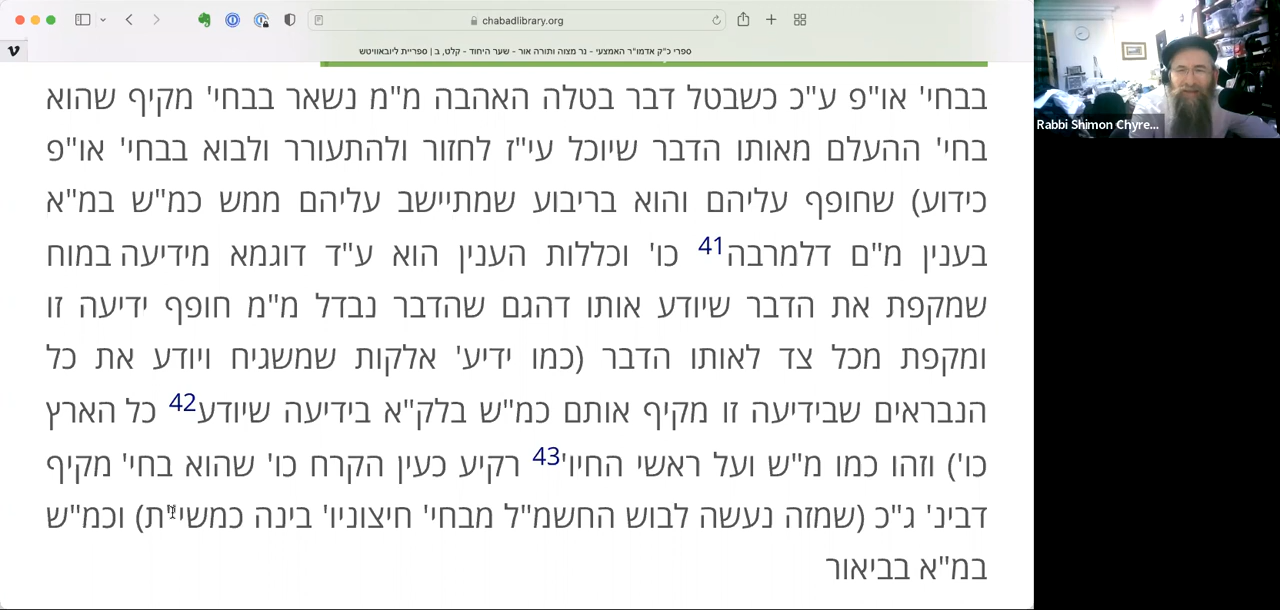 chabadlibrary.org
ספרי כ"ק אדמו"ר האמצעי - נר מצוה ותורה אור - שער היחוד - קלט, ב | ספריית ליובאוויטש
Rabbi Shimon Chyre...
בבחי' או"פ ע"כ כשבטל דבר בטלה האהבה מ"מ נשאר בבחי' מקיף שהוא
בחי' ההעלם מאותו הדבר שיוכל עי"ז לחזור ולהתעורר ולבוא בבחי' או"פ
כידוע) שחופף עליהם והוא בריבוע שמתיישב עליהם ממש כמ"ש במ"א
בענין מ"ם דלמרבה41 כו' וכללות הענין הוא ע"ד דוגמא מידיעה במוח
שמקפת את הדבר שיודע אותו דהגם שהדבר נבדל מ"מ חופף ידיעה זו
ומקפת מכל צד לאותו הדבר (כמו ידיע' אלקות שמשגיח ויודע את כל
הנבראים שבידיעה זו מקיף אותם כמ"ש בלק"א בידיעה שיודע42 כל הארץ
כו') וזהו כמו מ"ש ועל ראשי החיו'43 רקיע כעין הקרח כו' שהוא בחי' מקיף
דבינ' ג"כ (שמזה נעשה לבוש החשמ"ל מבחי' חיצוניו' בינה כמשי"ת) וכמ"ש
במ"א בביאור